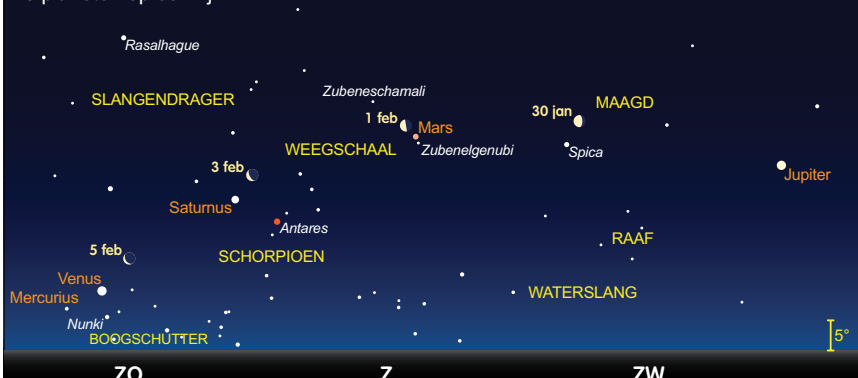 Rasalhague
SLANGENDRAGER
Zubeneschamali
MAAGD
30 jan
1 feb
Mars
WEEGSCHAAL
Zubenelgenubi
Spica
3 feb
Jupiter
Saturnus
Antares
RAAF
5 feb
SCHORPIOEN
Venus
Mercurius
WATERSLANG
Nunki
BOOGSCHUTTER
5°
ZO
Z
ZW